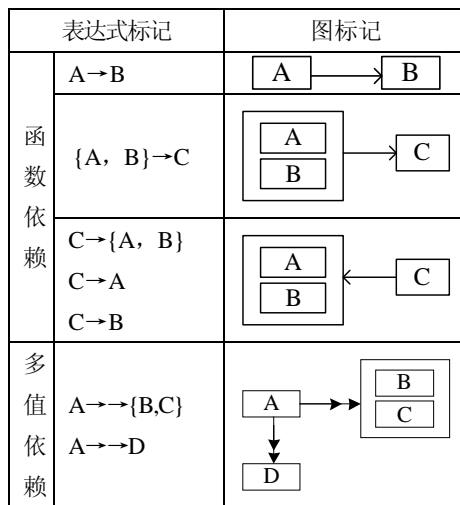 表达式标记 图标记
函数依赖
A→B
A B
{A，B}→C
A
B
C
C→{A，B}
C→A
C→B
A
B
C
多值依赖
A→→{B,C}
A→→D
A
B
C
D